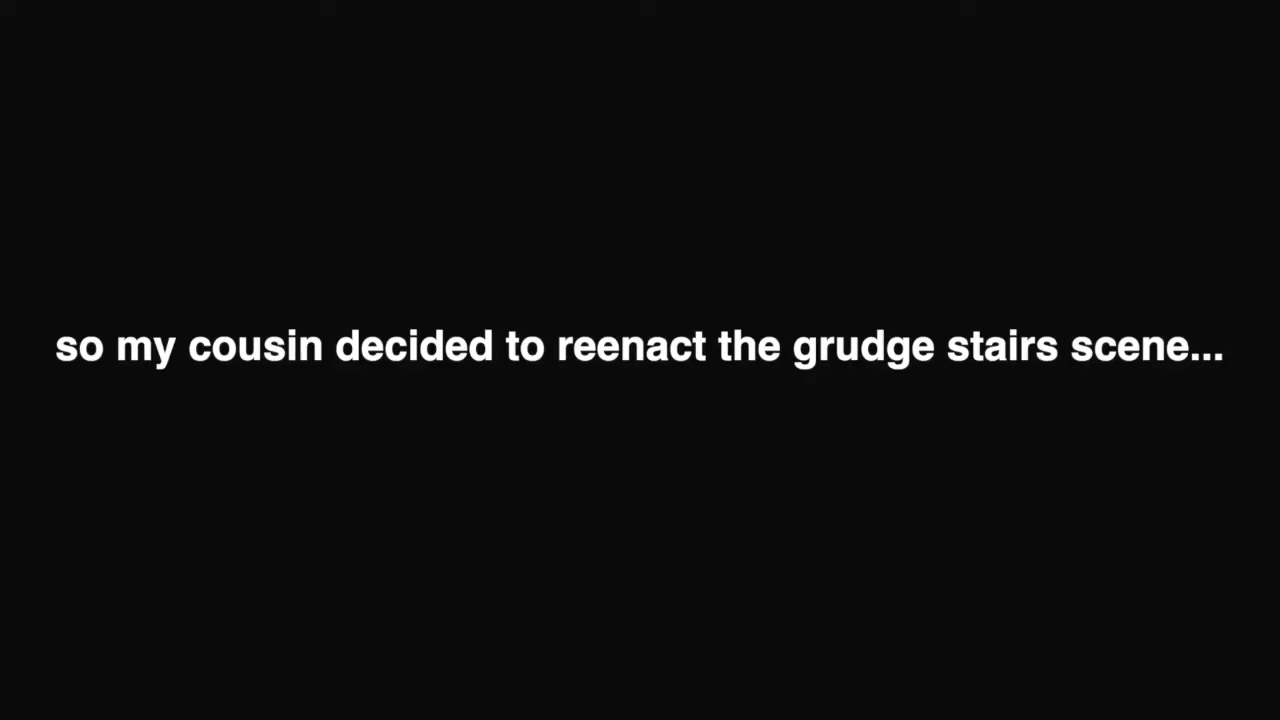 so my cousin decided to reenact the grudge stairs scene...